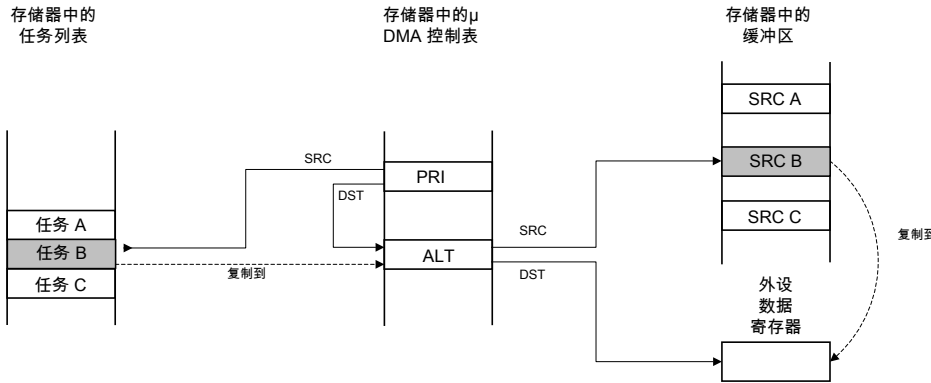 存储器中的
任务列表
存储器中的μ
DMA 控制表
存储器中的
缓冲区
SRC A
SRC B
SRC C
SRC
PRI
DST
任务 A
任务 B
任务 C
ALT
SRC
DST
复制到
复制到
外设
数据
寄存器